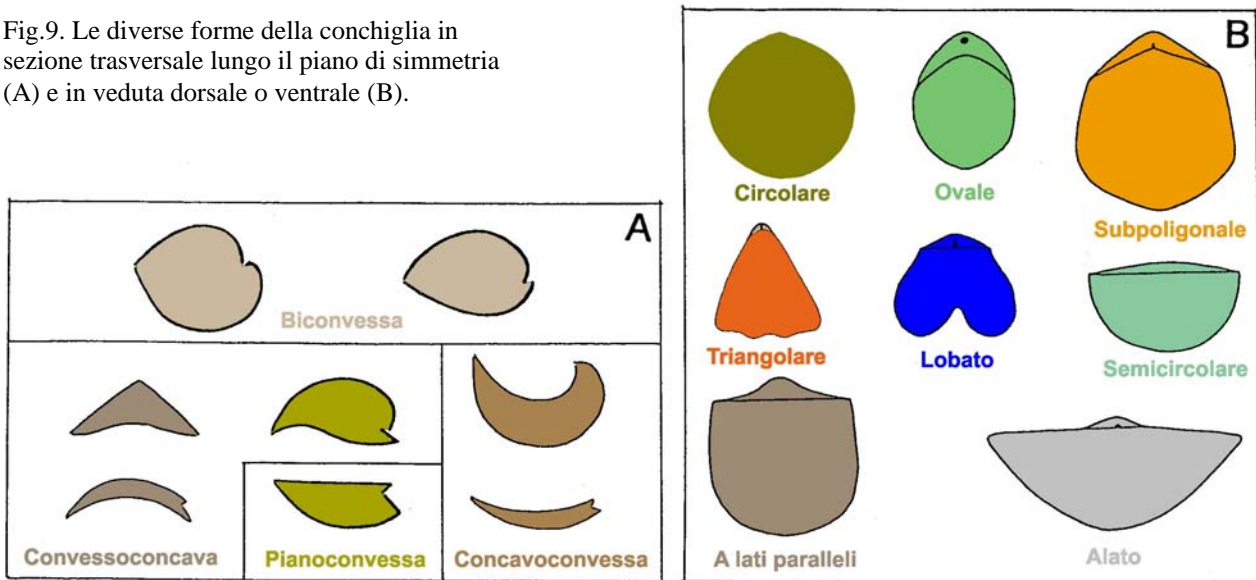 Fig.9. Le diverse forme della conchiglia in
sezione trasversale lungo il piano di simmetria
(A) e in veduta dorsale o ventrale (B).
A
Biconvessa
Convessoconcava
Pianoconvessa
Concavoconvessa
B
Circolare
Ovale
Subpoligonale
Triangolare
Lobato
Semicircolare
A lati paralleli
Alato